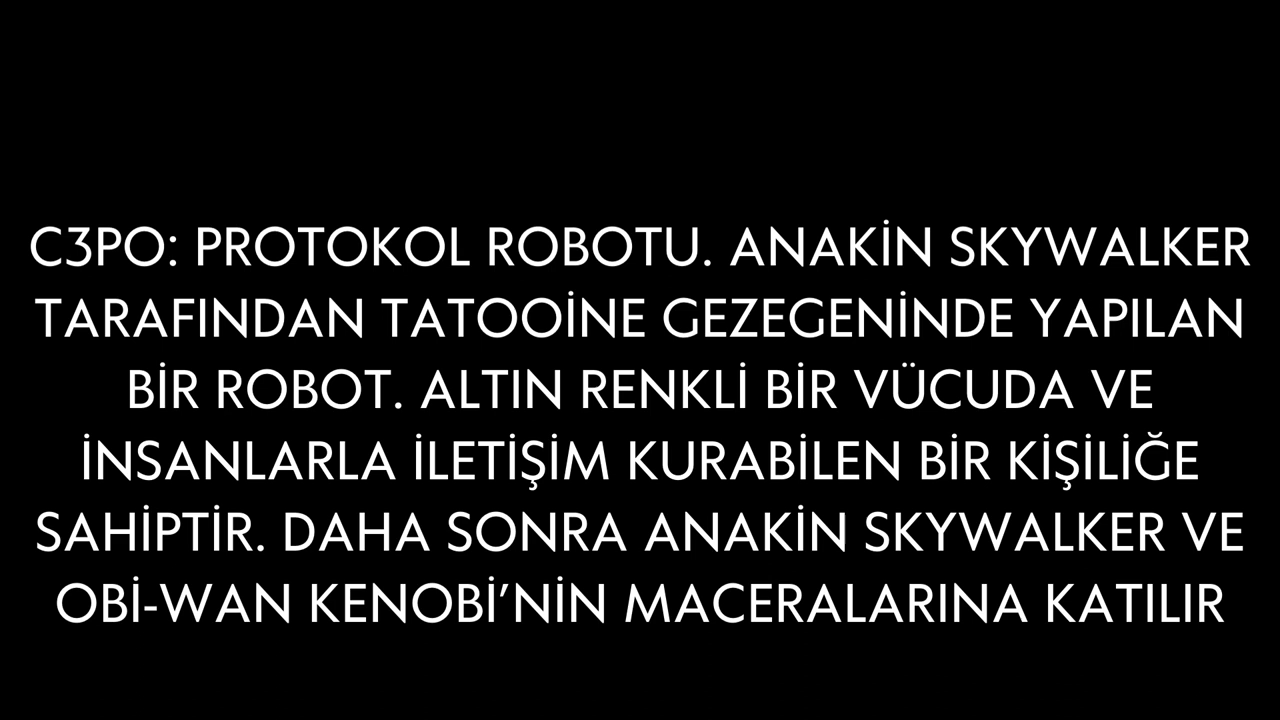 C3PO: PROTOKOL ROBOTU. ANAKİN SKYWALKER
TARAFINDAN TATOOİNE GEZEGENİNDE YAPILAN
BİR ROBOT. ALTIN RENKLİ BİR VÜCUDA VE
İNSANLARLA İLETİŞİM KURABİLEN BİR KİŞİLİĞE
SAHİPTİR. DAHA SONRA ANAKİN SKYWALKER VE
OBİ-WAN KENOBİ’NİN MACERALARINA KATILIR